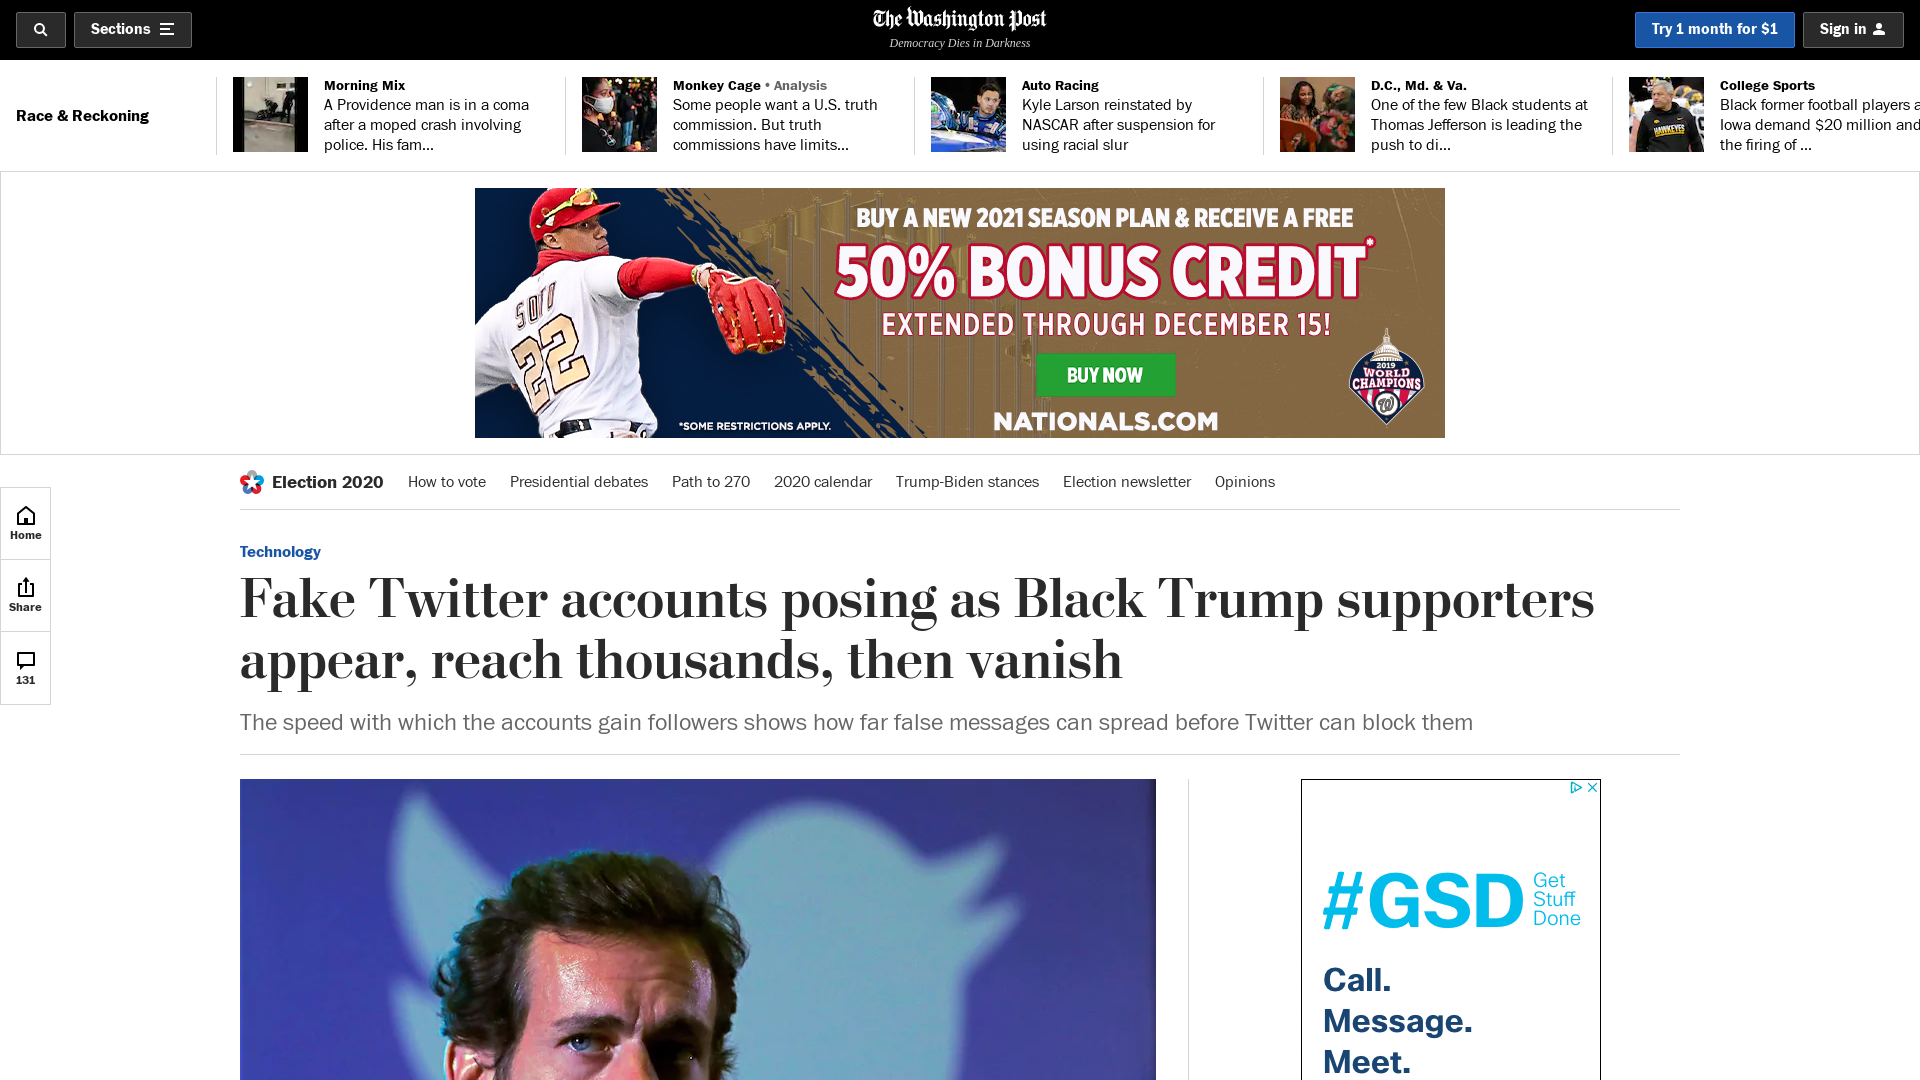 Sections
The Washington Post
Democracy Dies in Darkness
Try 1 month for $1
Sign in
Race & Reckoning
Morning Mix
A Providence man is in a coma
after a moped crash involving
police. His fam...
Monkey Cage • Analysis
Some people want a U.S. truth
commission. But truth
commissions have limits...
Auto Racing
Kyle Larson reinstated by
NASCAR after suspension for
using racial slur
D.C., Md. & Va.
One of the few Black students at
Thomas Jefferson is leading the
push to di...
HAWKEYES
College Sports
Black former football players a
Iowa demand $20 million and
the firing of ...
BUY A NEW 2021 SEASON PLAN & RECEIVE A FREE
50% BONUS CREDIT*
EXTENDED THROUGH DECEMBER 15!
BUY NOW
NATIONALS.COM
*SOME RESTRICTIONS APPLY.
SOTO
22
2019
WORLD
CHAMPIONS
W
Election 2020
How to vote
Presidential debates
Path to 270
2020 calendar
Trump-Biden stances
Election newsletter
Opinions
Home
Share
131
Technology
Fake Twitter accounts posing as Black Trump supporters
appear, reach thousands, then vanish
The speed with which the accounts gain followers shows how far false messages can spread before Twitter can block them
#GSD
Get
Stuff
Done
Call.
Message.
Meet.